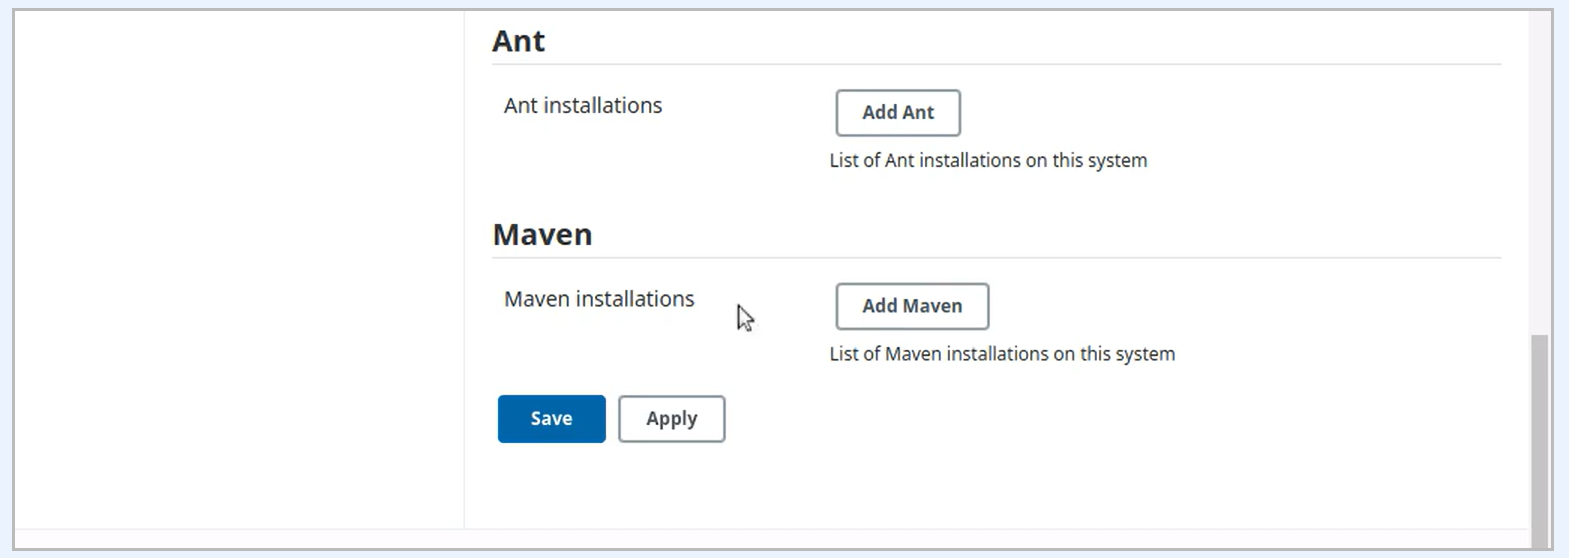 Ant
Ant installations
Add Ant
List of Ant installations on this system
Maven
Maven installations
Add Maven
List of Maven installations on this system
Save
Apply